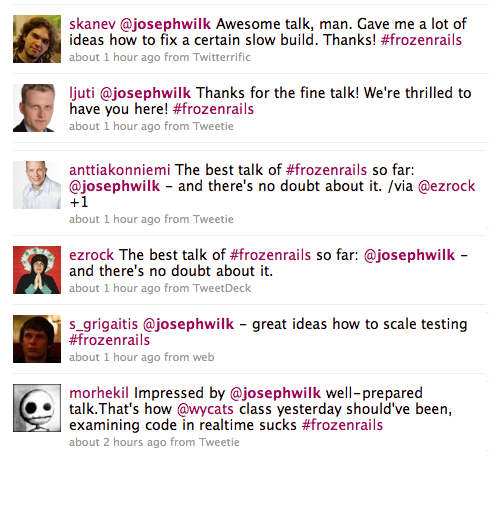 skanev @josephwilk Awesome talk, man. Gave me a lot of
ideas how to fix a certain slow build. Thanks! #frozenrails
about 1 hour ago from Twitterrific
ljuti @josephwilk Thanks for the fine talk! We're thrilled to
have you here! #frozenrails
about 1 hour ago from Tweetie
anttiakonniemi The best talk of #frozenrails so far:
@josephwilk – and there's no doubt about it. /via @ezrock
+1
about 1 hour ago from Tweetie
ezrock The best talk of #frozenrails so far: @josephwilk –
and there's no doubt about it.
about 1 hour ago from TweetDeck
s_grigaitis @josephwilk – great ideas how to scale testing
#frozenrails
about 1 hour ago from web
morhekil Impressed by @josephwilk well-prepared
talk.That's how @wycats class yesterday should've been,
examining code in realtime sucks #frozenrails
about 2 hours ago from Tweetie